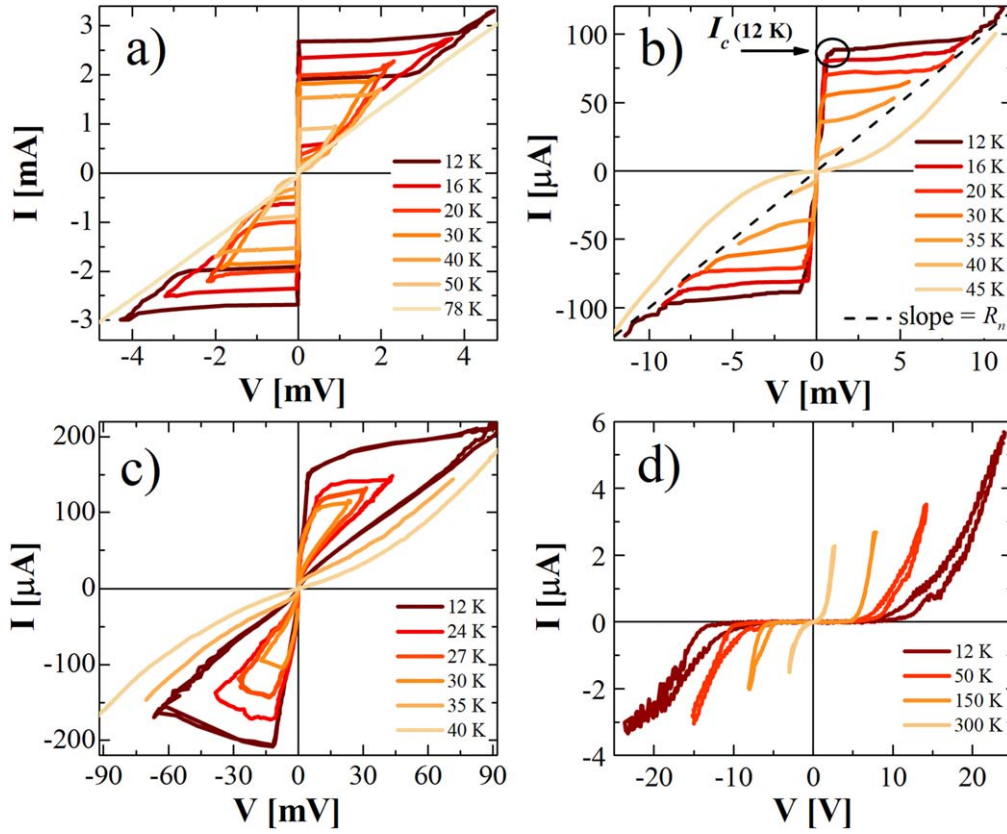 a)
I [mA]
3
2
1
0
-1
-2
-3
-4
-2
0
2
4
V [mV]
12 K
16 K
20 K
30 K
40 K
50 K
78 K
b)
I_c (12 K)
I [µA]
100
50
0
-50
-100
-10
-5
0
5
10
V [mV]
12 K
16 K
20 K
30 K
35 K
40 K
45 K
slope = R_n
c)
I [µA]
200
100
0
-100
-200
-90
-60
-30
0
30
60
90
V [mV]
12 K
24 K
27 K
30 K
35 K
40 K
d)
I [µA]
6
4
2
0
-2
-4
-20
-10
0
10
20
V [V]
12 K
50 K
150 K
300 K